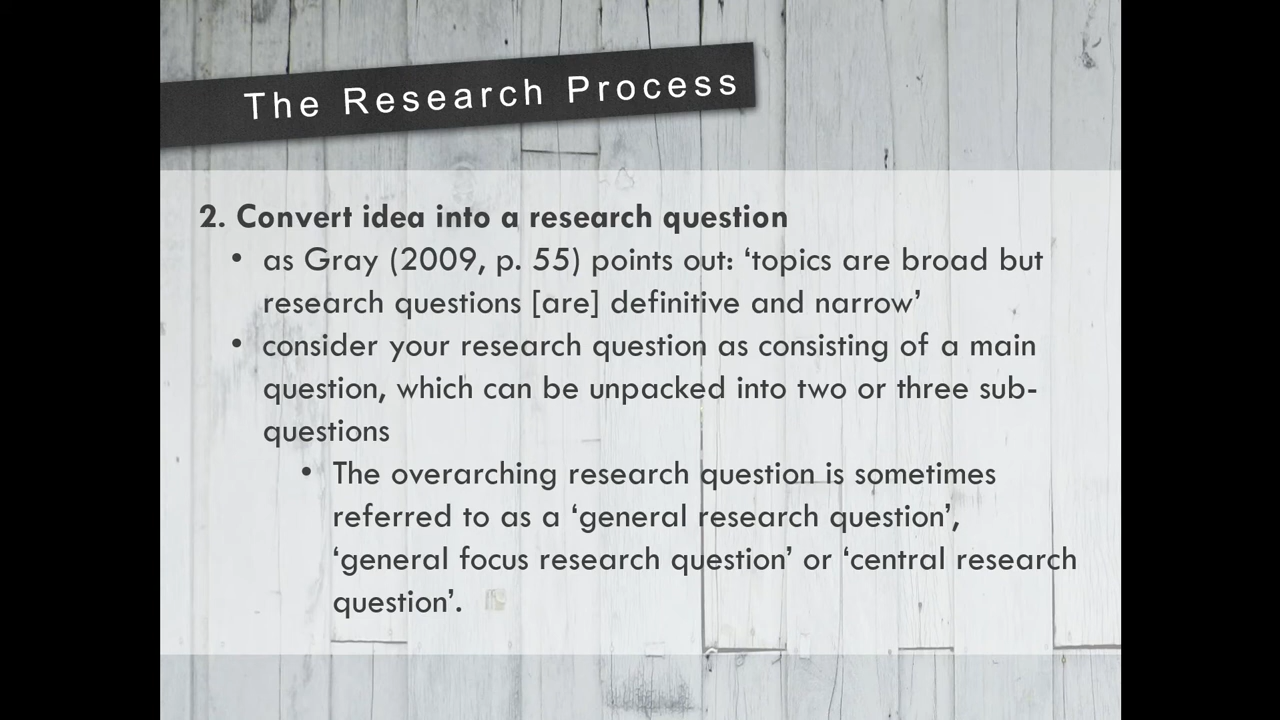 The Research Process
2. Convert idea into a research question
• as Gray (2009, p. 55) points out: ‘topics are broad but
research questions [are] definitive and narrow’
• consider your research question as consisting of a main
question, which can be unpacked into two or three sub-
questions
• The overarching research question is sometimes
referred to as a ‘general research question’,
‘general focus research question’ or ‘central research
question’.